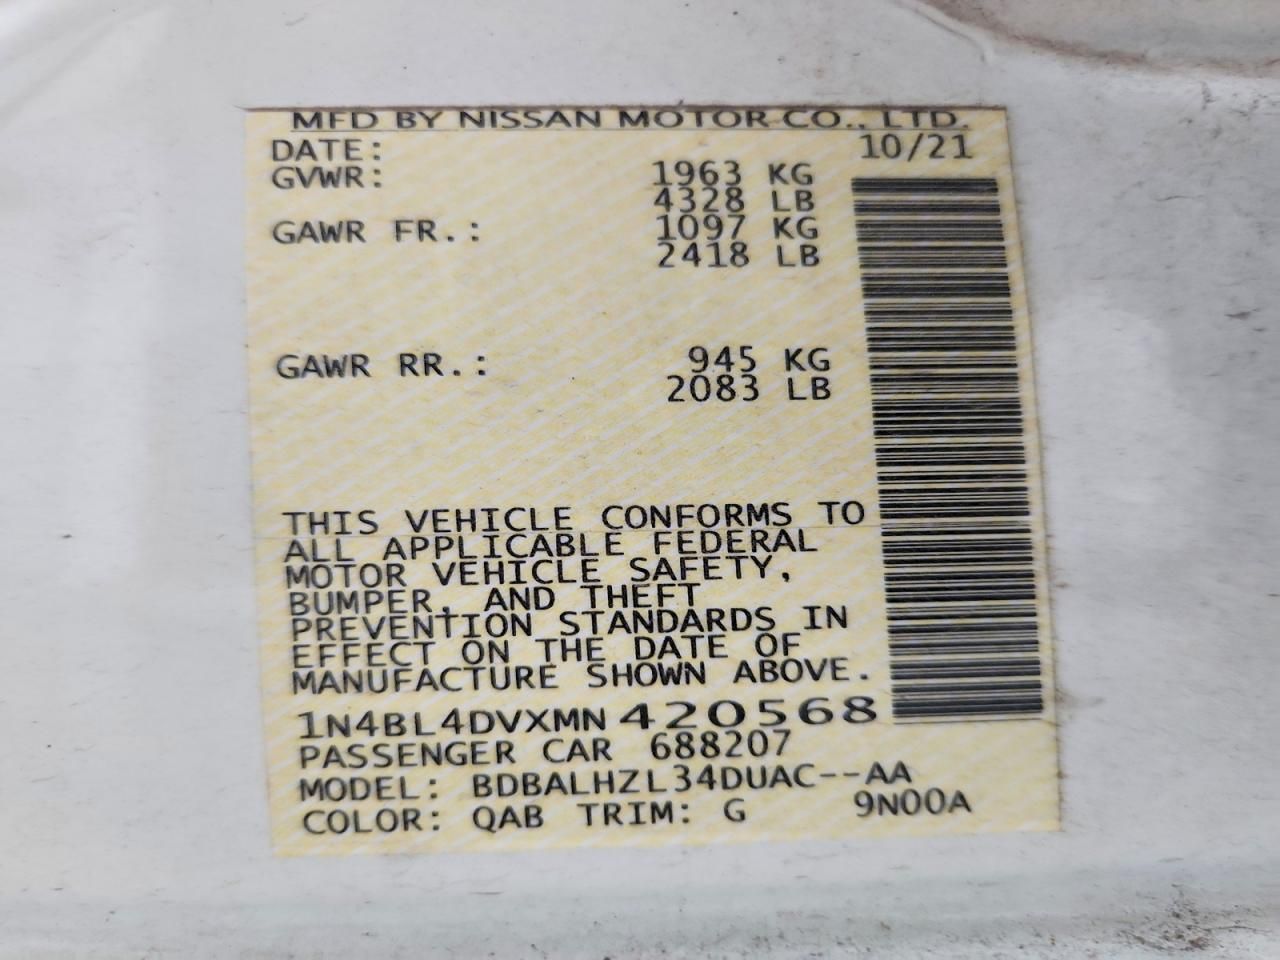 MFD BY NISSAN MOTOR CO., LTD.
DATE: 10/21
GVWR: 1963 KG
4328 LB
GAWR FR.: 1097 KG
2418 LB
GAWR RR.: 945 KG
2083 LB
THIS VEHICLE CONFORMS TO
ALL APPLICABLE FEDERAL
MOTOR VEHICLE SAFETY,
BUMPER, AND THEFT
PREVENTION STANDARDS IN
EFFECT ON THE DATE OF
MANUFACTURE SHOWN ABOVE.
1N4BL4DVXMN420568
PASSENGER CAR 688207
MODEL: BDBALHZL34DUAC--AA
COLOR: QAB TRIM: G 9N00A